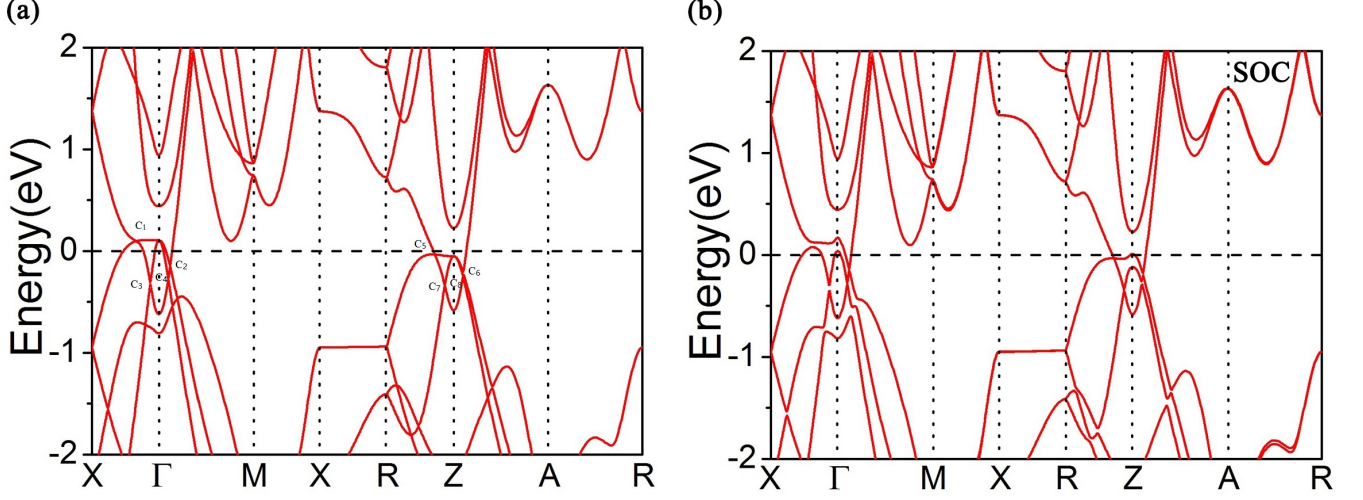 (a)
2
1
0
-1
-2
Energy(eV)
C₁
C₂
C₃
C₄
C₅
C₆
C₇
C₈
X Γ M X R Z A R
(b)
2
1
0
-1
-2
Energy(eV)
SOC
X Γ M X R Z A R